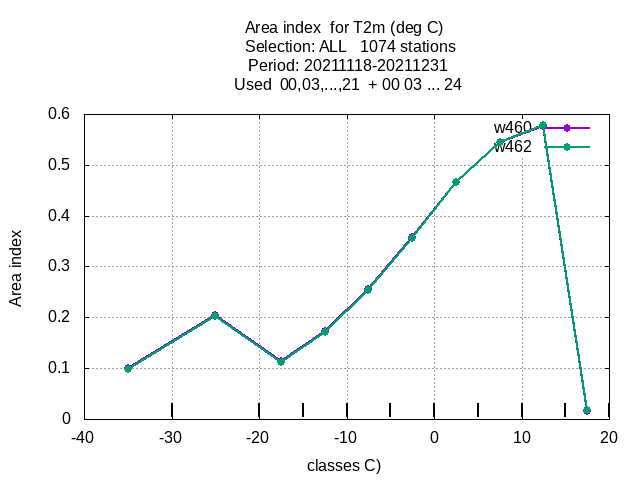 Area index  for T2m (deg C)
Selection: ALL   1074 stations
Period: 20211118-20211231
Used  00,03,...,21  + 00 03 ... 24
w460
w462
Area index
0.6
0.5
0.4
0.3
0.2
0.1
0
-40 -30 -20 -10 0 10 20
classes C)